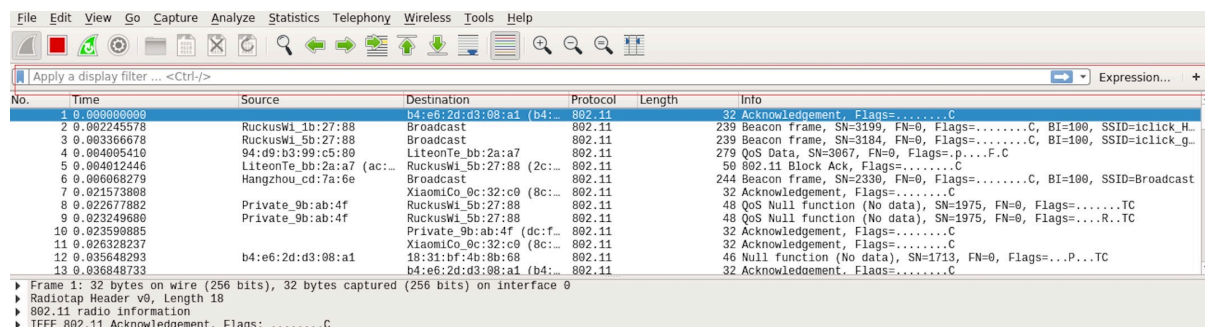 File Edit View Go Capture Analyze Statistics Telephony Wireless Tools Help
Apply a display filter ... <Ctrl-/> Expression... +
No. Time Source Destination Protocol Length Info
1 0.000000000 b4:e6:2d:d3:08:a1 (b4:… 802.11 32 Acknowledgement, Flags=........C
2 0.002245578 RuckusWi_1b:27:88 Broadcast 802.11 239 Beacon frame, SN=3199, FN=0, Flags=........C, BI=100, SSID=iclick_H…
3 0.003366678 RuckusWi_5b:27:88 Broadcast 802.11 239 Beacon frame, SN=3184, FN=0, Flags=........C, BI=100, SSID=iclick_g…
4 0.004005410 94:d9:b3:99:c5:80 LiteonTe_bb:2a:a7 802.11 279 QoS Data, SN=3067, FN=0, Flags=.p....F.C
5 0.004012446 LiteonTe_bb:2a:a7 (ac:… RuckusWi_5b:27:88 (2c:… 802.11 50 802.11 Block Ack, Flags=........C
6 0.006068279 Hangzhou_cd:7a:6e Broadcast 802.11 244 Beacon frame, SN=2330, FN=0, Flags=........C, BI=100, SSID=Broadcast
7 0.021573808 XiaomiCo_0c:32:c0 (8c:… 802.11 32 Acknowledgement, Flags=........C
8 0.022677882 Private_9b:ab:4f RuckusWi_5b:27:88 802.11 48 QoS Null function (No data), SN=1975, FN=0, Flags=.......TC
9 0.023249680 Private_9b:ab:4f RuckusWi_5b:27:88 802.11 48 QoS Null function (No data), SN=1975, FN=0, Flags=....R..TC
10 0.023590885 Private_9b:ab:4f (dc:f… 802.11 32 Acknowledgement, Flags=........C
11 0.026328237 XiaomiCo_0c:32:c0 (8c:… 802.11 32 Acknowledgement, Flags=........C
12 0.035648293 b4:e6:2d:d3:08:a1 18:31:bf:4b:8b:68 802.11 46 Null function (No data), SN=1713, FN=0, Flags=...P...TC
13 0.036848733 b4:e6:2d:d3:08:a1 (b4:… 802.11 32 Acknowledgement, Flags=........C
Frame 1: 32 bytes on wire (256 bits), 32 bytes captured (256 bits) on interface 0
Radiotap Header v0, Length 18
802.11 radio information
IEEE 802.11 Acknowledgement, Flags: ........C